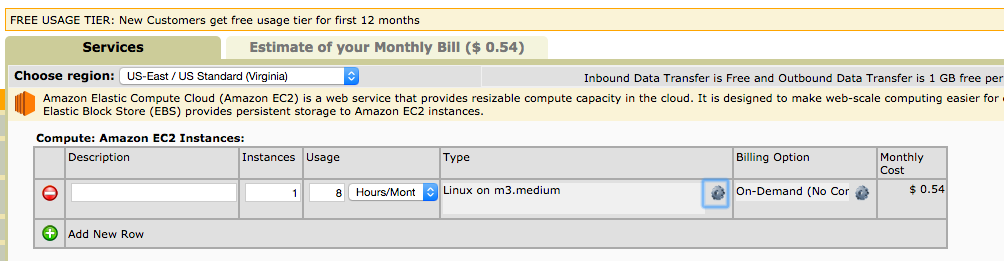 FREE USAGE TIER: New Customers get free usage tier for first 12 months
Services
Estimate of your Monthly Bill ($ 0.54)
Choose region: US-East / US Standard (Virginia)
Inbound Data Transfer is Free and Outbound Data Transfer is 1 GB free per
Amazon Elastic Compute Cloud (Amazon EC2) is a web service that provides resizable compute capacity in the cloud. It is designed to make web-scale computing easier for
Elastic Block Store (EBS) provides persistent storage to Amazon EC2 instances.
Compute: Amazon EC2 Instances:
Description Instances Usage Type Billing Option Monthly
Cost
1 8 Hours/Mont Linux on m3.medium On-Demand (No Cor $ 0.54
Add New Row